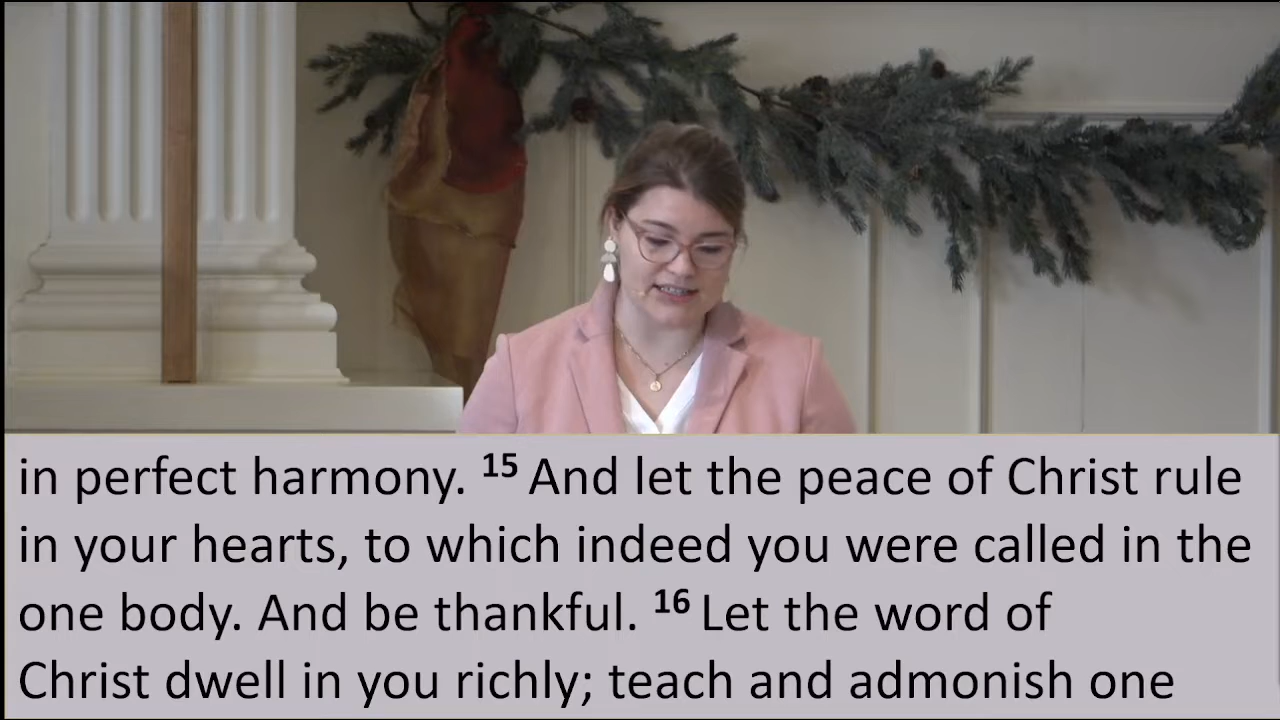 in perfect harmony. 15 And let the peace of Christ rule
in your hearts, to which indeed you were called in the
one body. And be thankful. 16 Let the word of
Christ dwell in you richly; teach and admonish one